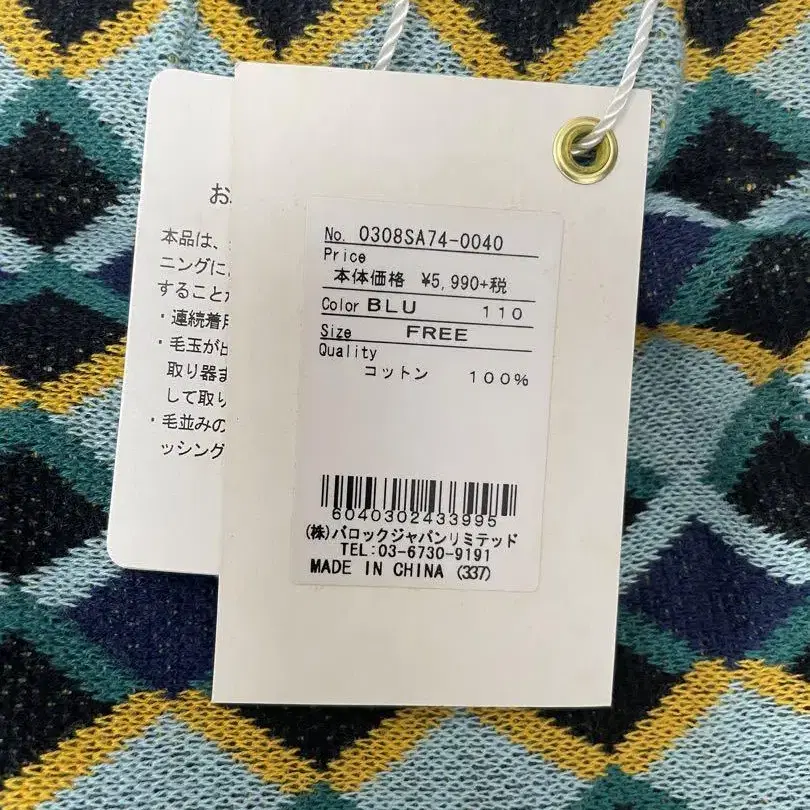 No. 0308SA74-0040
Price
本体価格 ¥5,990+税
Color BLU 110
Size FREE
Quality
コットン 100%
6040302433995
(株)バロックジャパンリミテッド
TEL:03-6730-9191
MADE IN CHINA (337)
お
本品は、
ニングに
することが
・連続着用
・毛玉が出
取り器ま
して取り
・毛並みの
ッシング